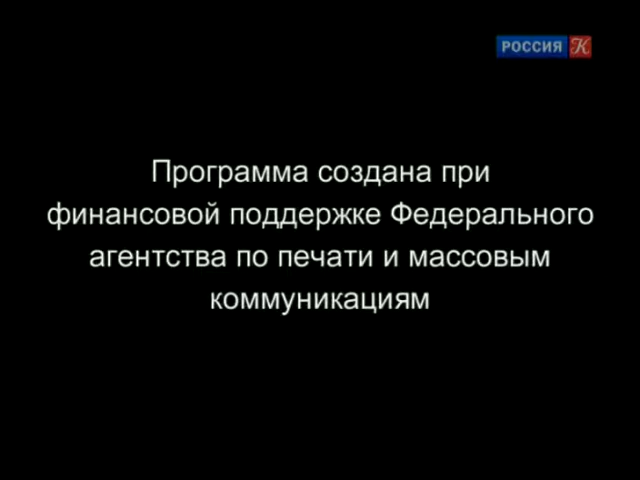 РОССИЯ К
Программа создана при
финансовой поддержке Федерального
агентства по печати и массовым
коммуникациям